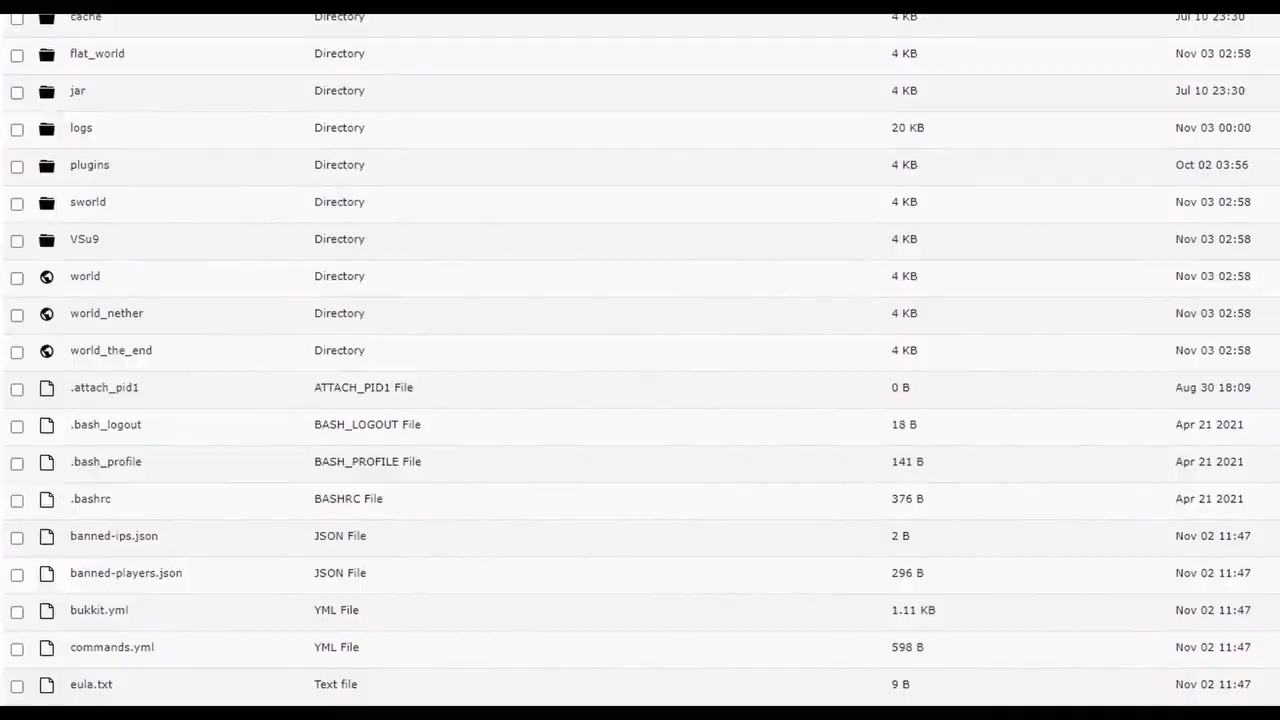 cache Directory 4 KB Jul 10 23:30
flat_world Directory 4 KB Nov 03 02:58
jar Directory 4 KB Jul 10 23:30
logs Directory 20 KB Nov 03 00:00
plugins Directory 4 KB Oct 02 03:56
sworld Directory 4 KB Nov 03 02:58
VSu9 Directory 4 KB Nov 03 02:58
world Directory 4 KB Nov 03 02:58
world_nether Directory 4 KB Nov 03 02:58
world_the_end Directory 4 KB Nov 03 02:58
.attach_pid1 ATTACH_PID1 File 0 B Aug 30 18:09
.bash_logout BASH_LOGOUT File 18 B Apr 21 2021
.bash_profile BASH_PROFILE File 141 B Apr 21 2021
.bashrc BASHRC File 376 B Apr 21 2021
banned-ips.json JSON File 2 B Nov 02 11:47
banned-players.json JSON File 296 B Nov 02 11:47
bukkit.yml YML File 1.11 KB Nov 02 11:47
commands.yml YML File 598 B Nov 02 11:47
eula.txt Text file 9 B Nov 02 11:47